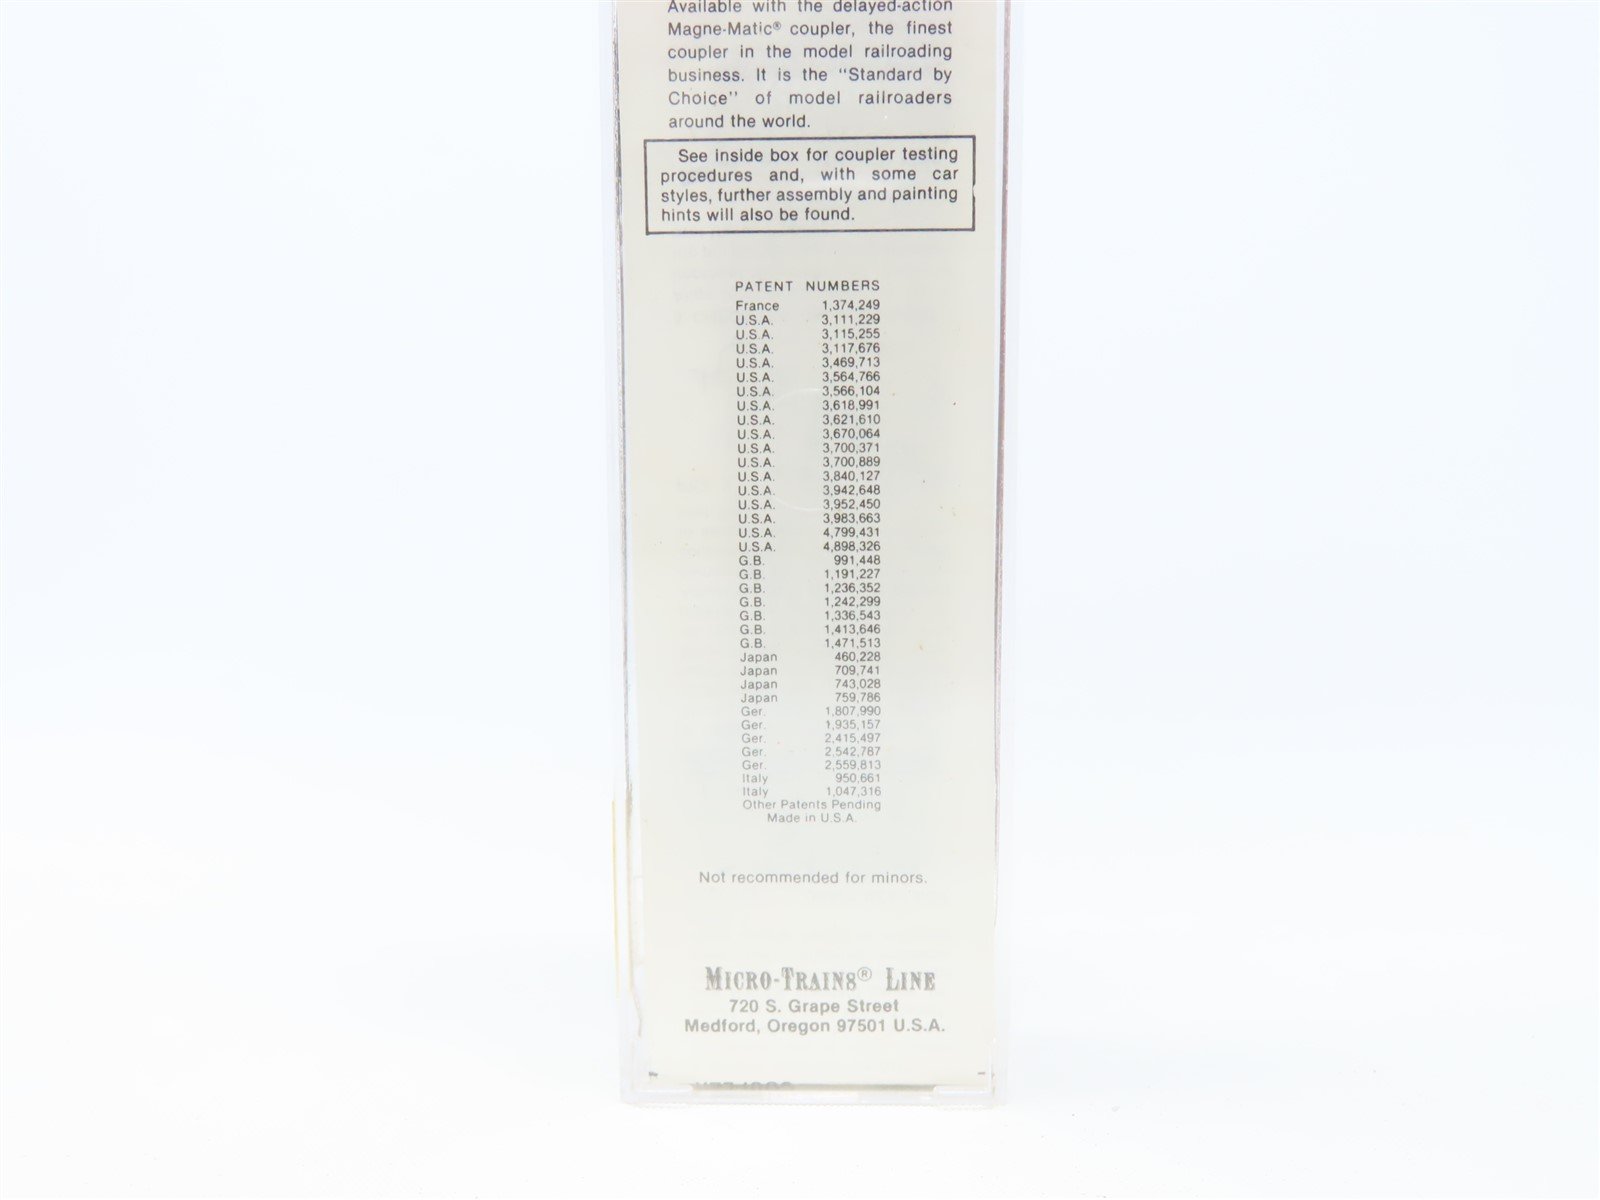 Available with the delayed-action
Magne-Matic® coupler, the finest
coupler in the model railroading
business. It is the "Standard by
Choice" of model railroaders
around the world.
See inside box for coupler testing
procedures and, with some car
styles, further assembly and painting
hints will also be found.
PATENT NUMBERS
France 1,374,249
U.S.A. 3,111,229
U.S.A. 3,115,255
U.S.A. 3,117,676
U.S.A. 3,469,713
U.S.A. 3,564,766
U.S.A. 3,566,104
U.S.A. 3,618,991
U.S.A. 3,621,610
U.S.A. 3,670,064
U.S.A. 3,700,371
U.S.A. 3,700,889
U.S.A. 3,840,127
U.S.A. 3,942,648
U.S.A. 3,952,450
U.S.A. 3,983,663
U.S.A. 4,799,431
U.S.A. 4,898,326
G.B. 991,448
G.B. 1,191,227
G.B. 1,236,352
G.B. 1,242,299
G.B. 1,336,543
G.B. 1,413,646
G.B. 1,471,513
Japan 460,228
Japan 709,741
Japan 743,028
Japan 759,786
Ger. 1,807,990
Ger. 1,935,157
Ger. 2,415,497
Ger. 2,542,787
Ger. 2,559,813
Italy 950,661
Italy 1,047,316
Other Patents Pending
Made in U.S.A.
Not recommended for minors.
MICRO-TRAINS® LINE
720 S. Grape Street
Medford, Oregon 97501 U.S.A.